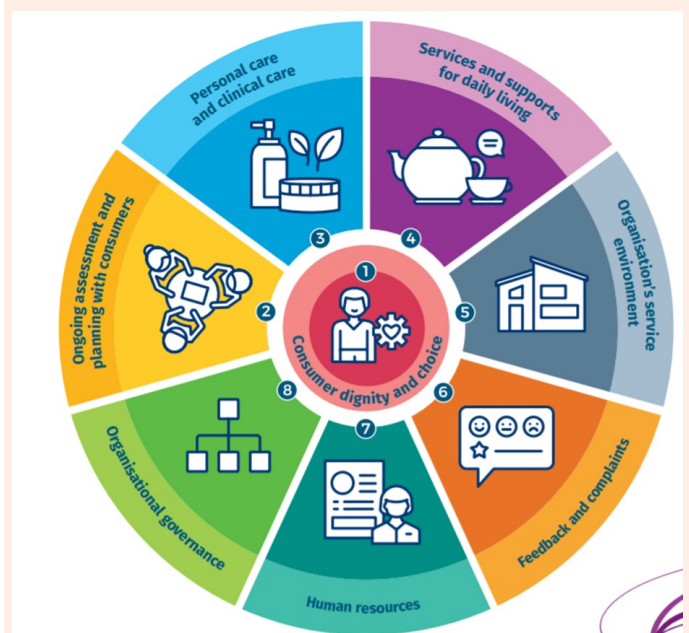 1
Consumer dignity and choice
2
Ongoing assessment and
planning with consumers
3
Personal care
and clinical care
4
Services and supports
for daily living
5
Organisation's service
environment
6
Feedback and complaints
7
Human resources
8
Organisational governance